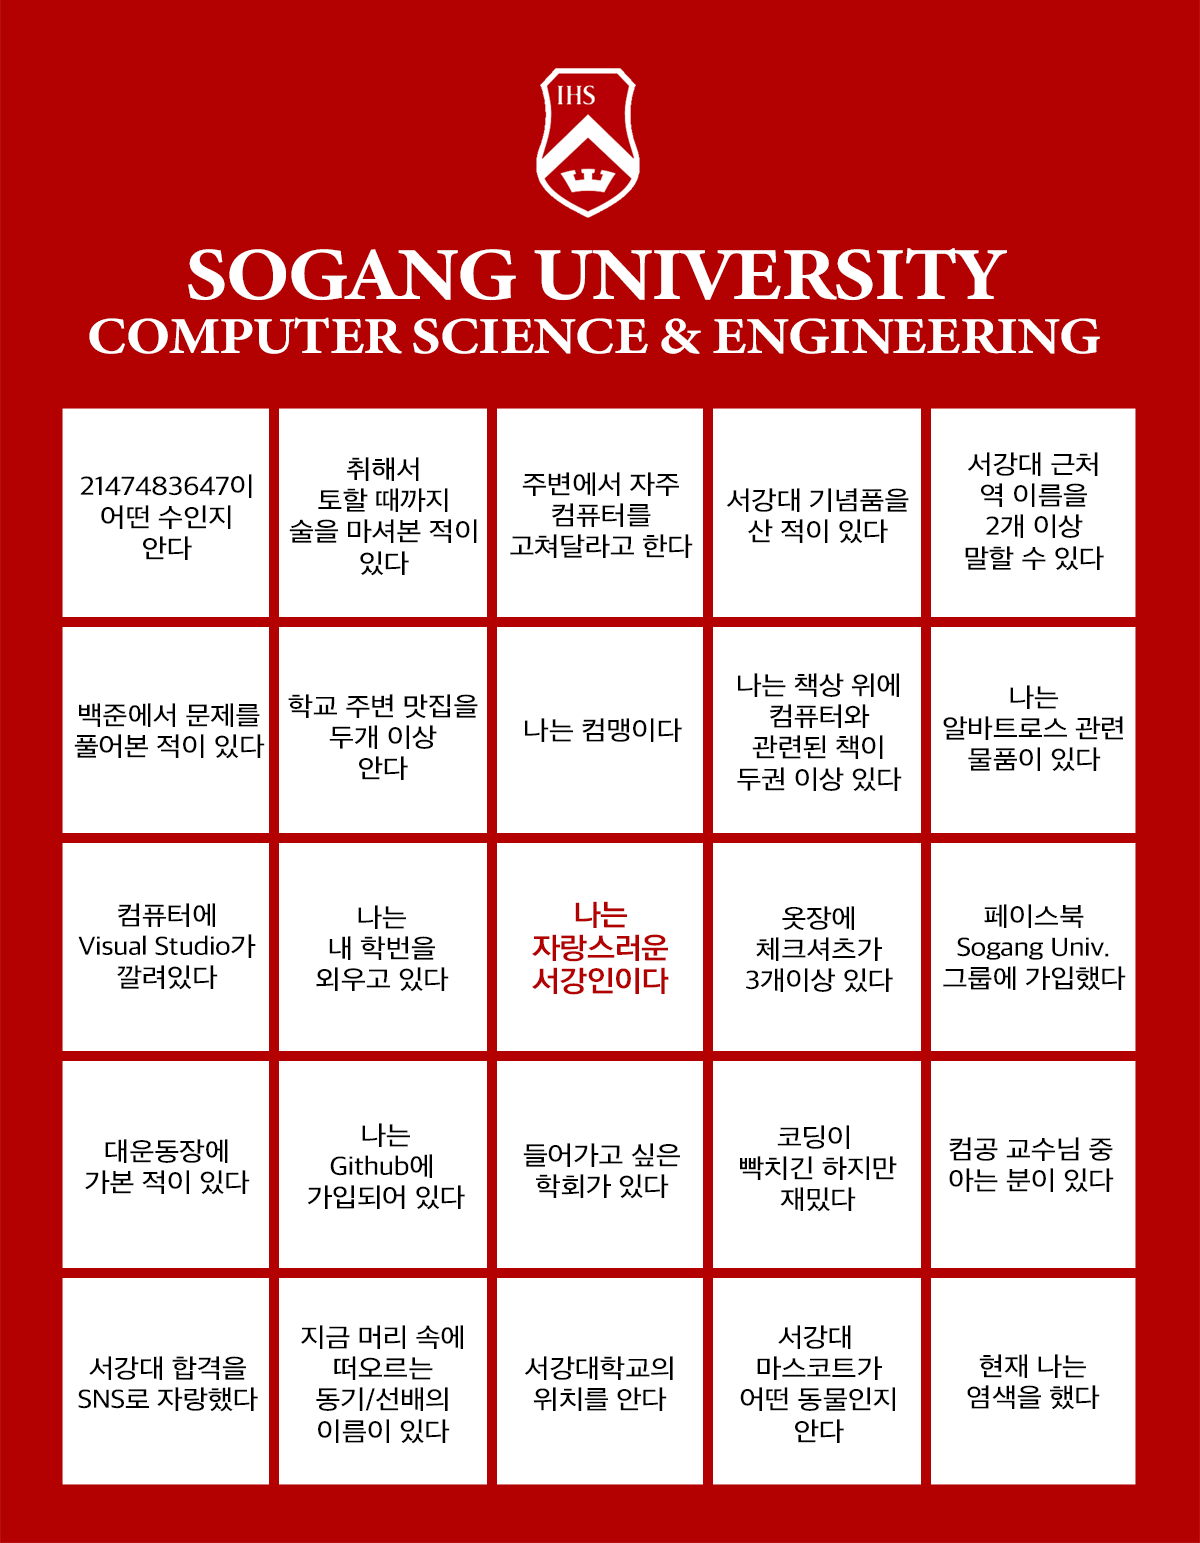 IHS
SOGANG UNIVERSITY
COMPUTER SCIENCE & ENGINEERING
2147483647이
어떤 수인지
안다
취해서
토할 때까지
술을 마셔본 적이
있다
주변에서 자주
컴퓨터를
고쳐달라고 한다
서강대 기념품을
산 적이 있다
서강대 근처
역 이름을
2개 이상
말할 수 있다
백준에서 문제를
풀어본 적이 있다
학교 주변 맛집을
두개 이상
안다
나는 컴맹이다
나는 책상 위에
컴퓨터와
관련된 책이
두권 이상 있다
나는
알바트로스 관련
물품이 있다
컴퓨터에
Visual Studio가
깔려있다
나는
내 학번을
외우고 있다
나는
자랑스러운
서강인이다
옷장에
체크셔츠가
3개이상 있다
페이스북
Sogang Univ.
그룹에 가입했다
대운동장에
가본 적이 있다
나는
Github에
가입되어 있다
들어가고 싶은
학회가 있다
코딩이
빡치긴 하지만
재밌다
컴공 교수님 중
아는 분이 있다
서강대 합격을
SNS로 자랑했다
지금 머리 속에
떠오르는
동기/선배의
이름이 있다
서강대학교의
위치를 안다
서강대
마스코트가
어떤 동물인지
안다
현재 나는
염색을 했다